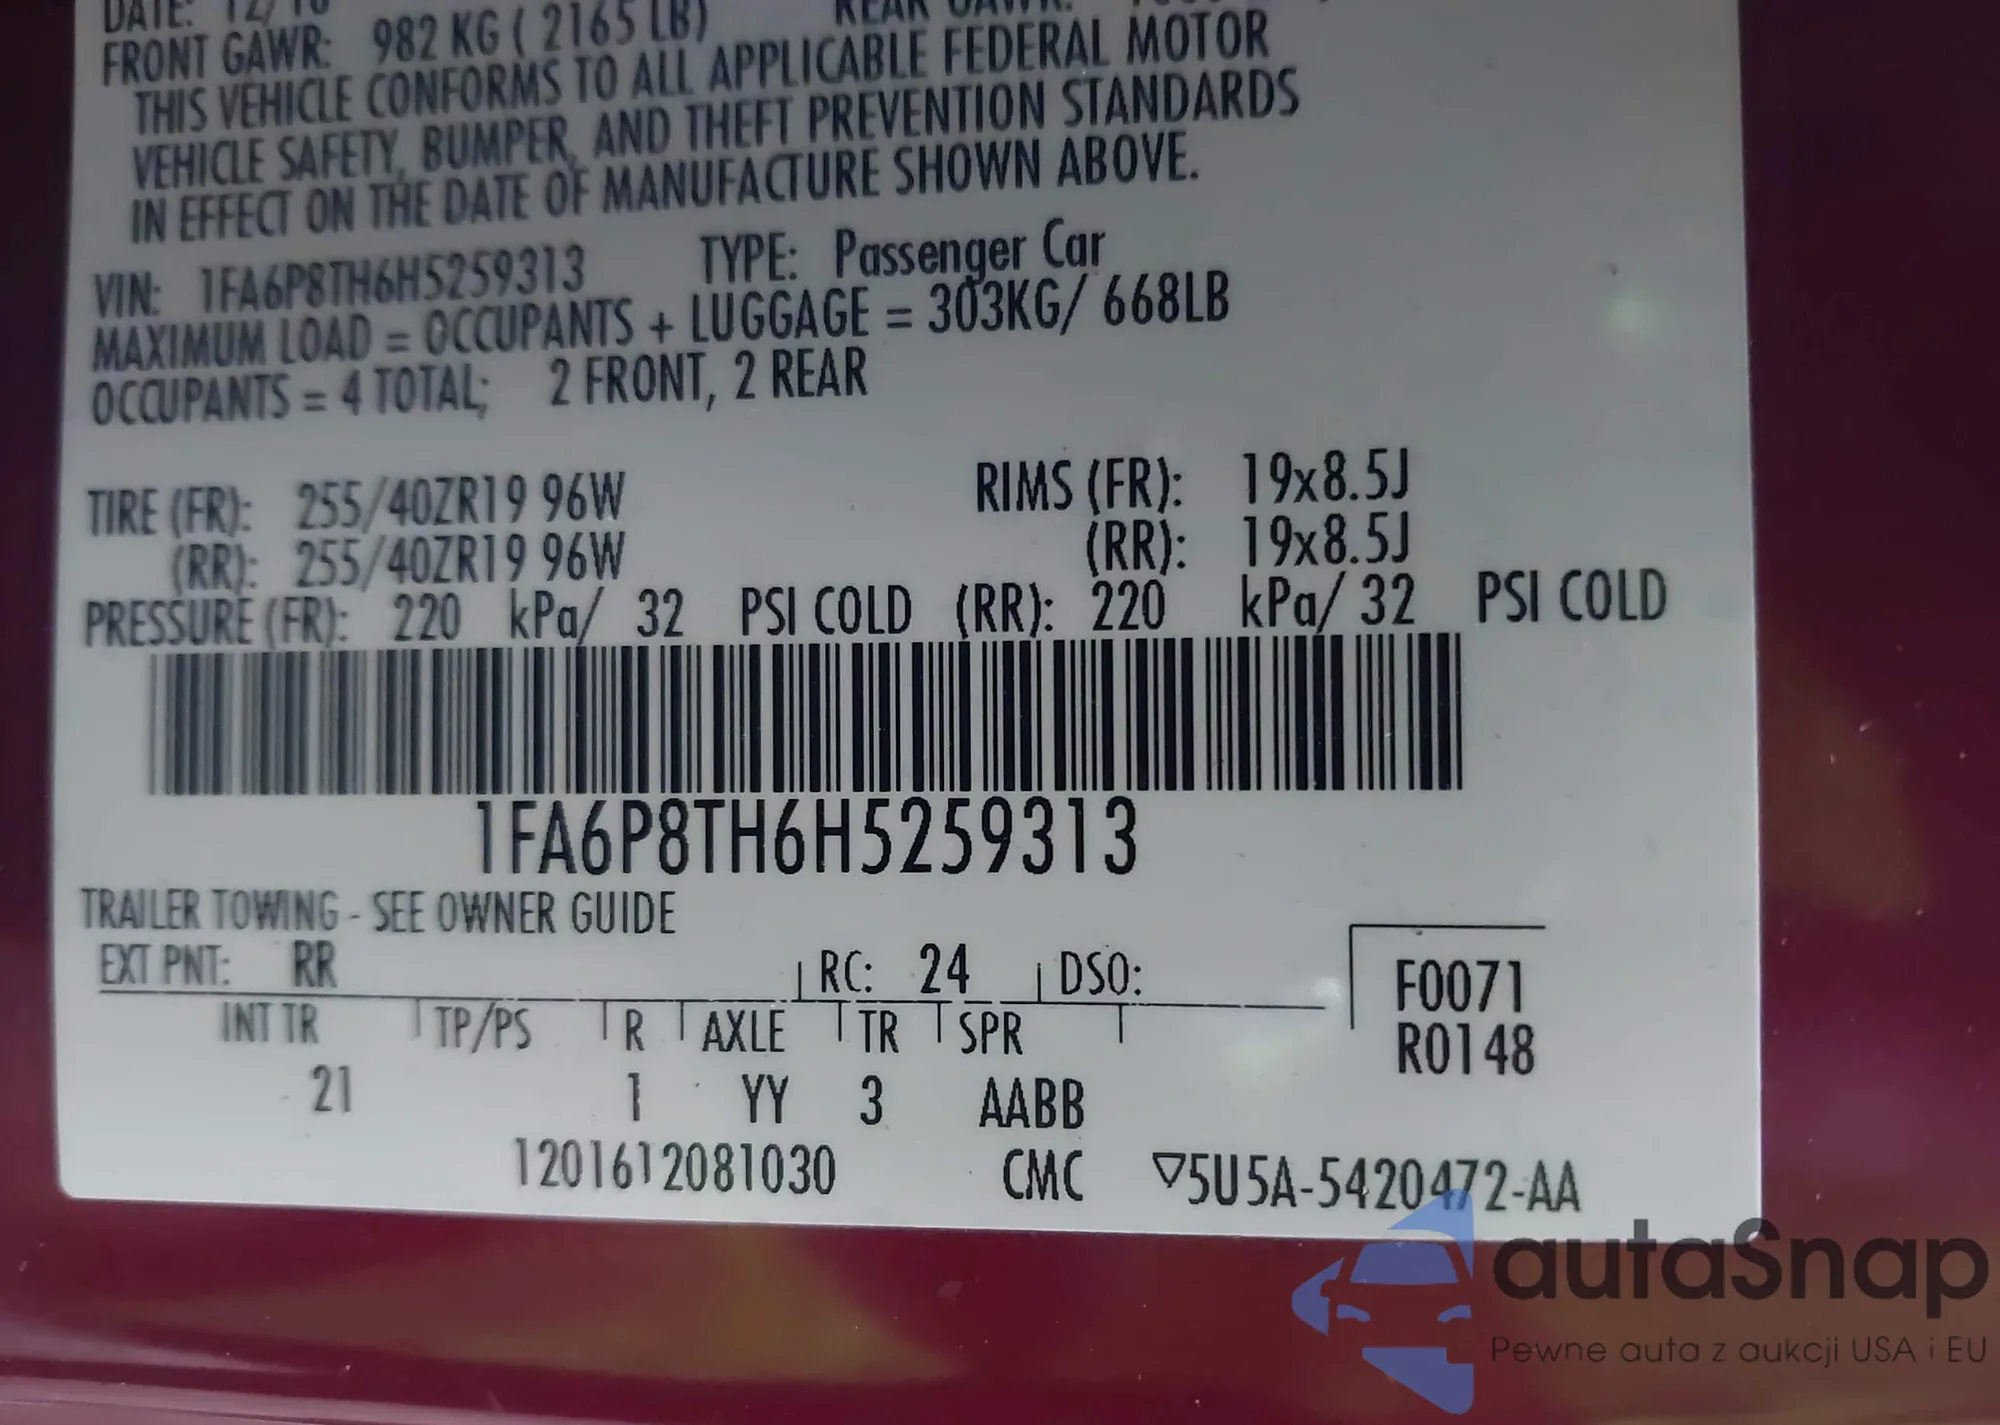 DATE: 12/16
FRONT GAWR: 982 KG ( 2165 LB) REAR GAWR:
THIS VEHICLE CONFORMS TO ALL APPLICABLE FEDERAL MOTOR
VEHICLE SAFETY, BUMPER, AND THEFT PREVENTION STANDARDS
IN EFFECT ON THE DATE OF MANUFACTURE SHOWN ABOVE.
VIN: 1FA6P8TH6H5259313 TYPE: Passenger Car
MAXIMUM LOAD = OCCUPANTS + LUGGAGE = 303KG/ 668LB
OCCUPANTS = 4 TOTAL; 2 FRONT, 2 REAR
TIRE (FR): 255/40ZR19 96W RIMS (FR): 19x8.5J
(RR): 255/40ZR19 96W (RR): 19x8.5J
PRESSURE (FR): 220 kPa/ 32 PSI COLD (RR): 220 kPa/ 32 PSI COLD
1FA6P8TH6H5259313
TRAILER TOWING - SEE OWNER GUIDE
EXT PNT: RR RC: 24 DSO: F0071
INT TR TP/PS R AXLE TR SPR R0148
21 1 YY 3 AABB
1201612081030 CMC ▽5U5A-5420472-AA
autaSnap
Pewne auta z aukcji USA i EU